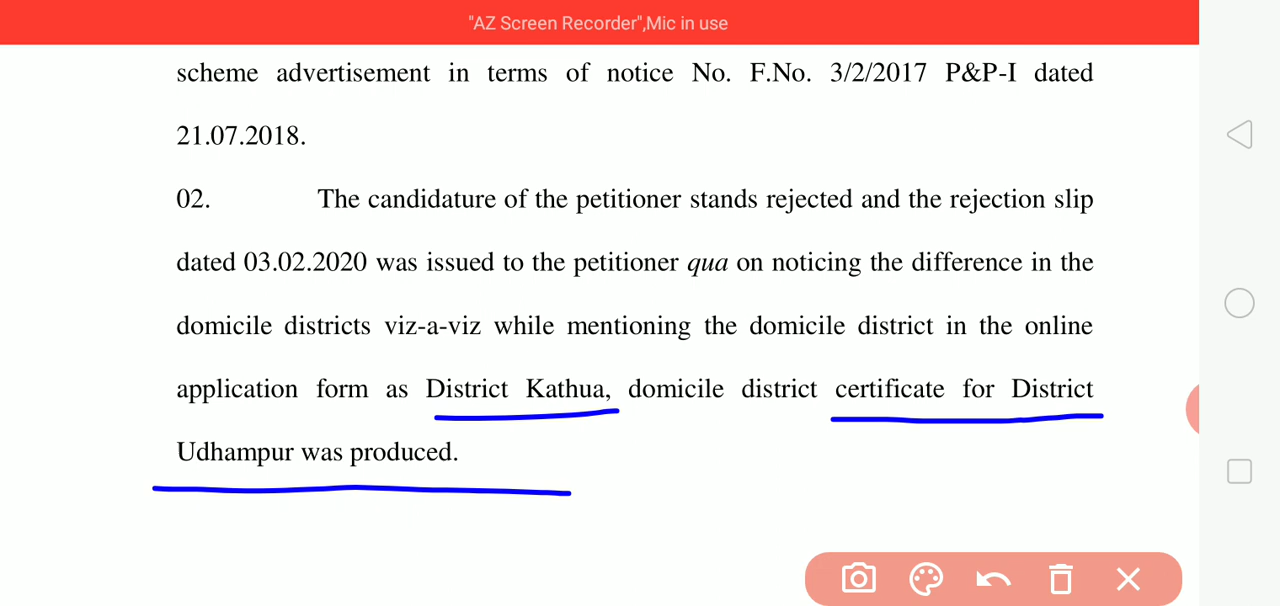 "AZ Screen Recorder",Mic in use
scheme advertisement in terms of notice No. F.No. 3/2/2017 P&P-I dated
21.07.2018.
02. The candidature of the petitioner stands rejected and the rejection slip
dated 03.02.2020 was issued to the petitioner qua on noticing the difference in the
domicile districts viz-a-viz while mentioning the domicile district in the online
application form as District Kathua, domicile district certificate for District
Udhampur was produced.